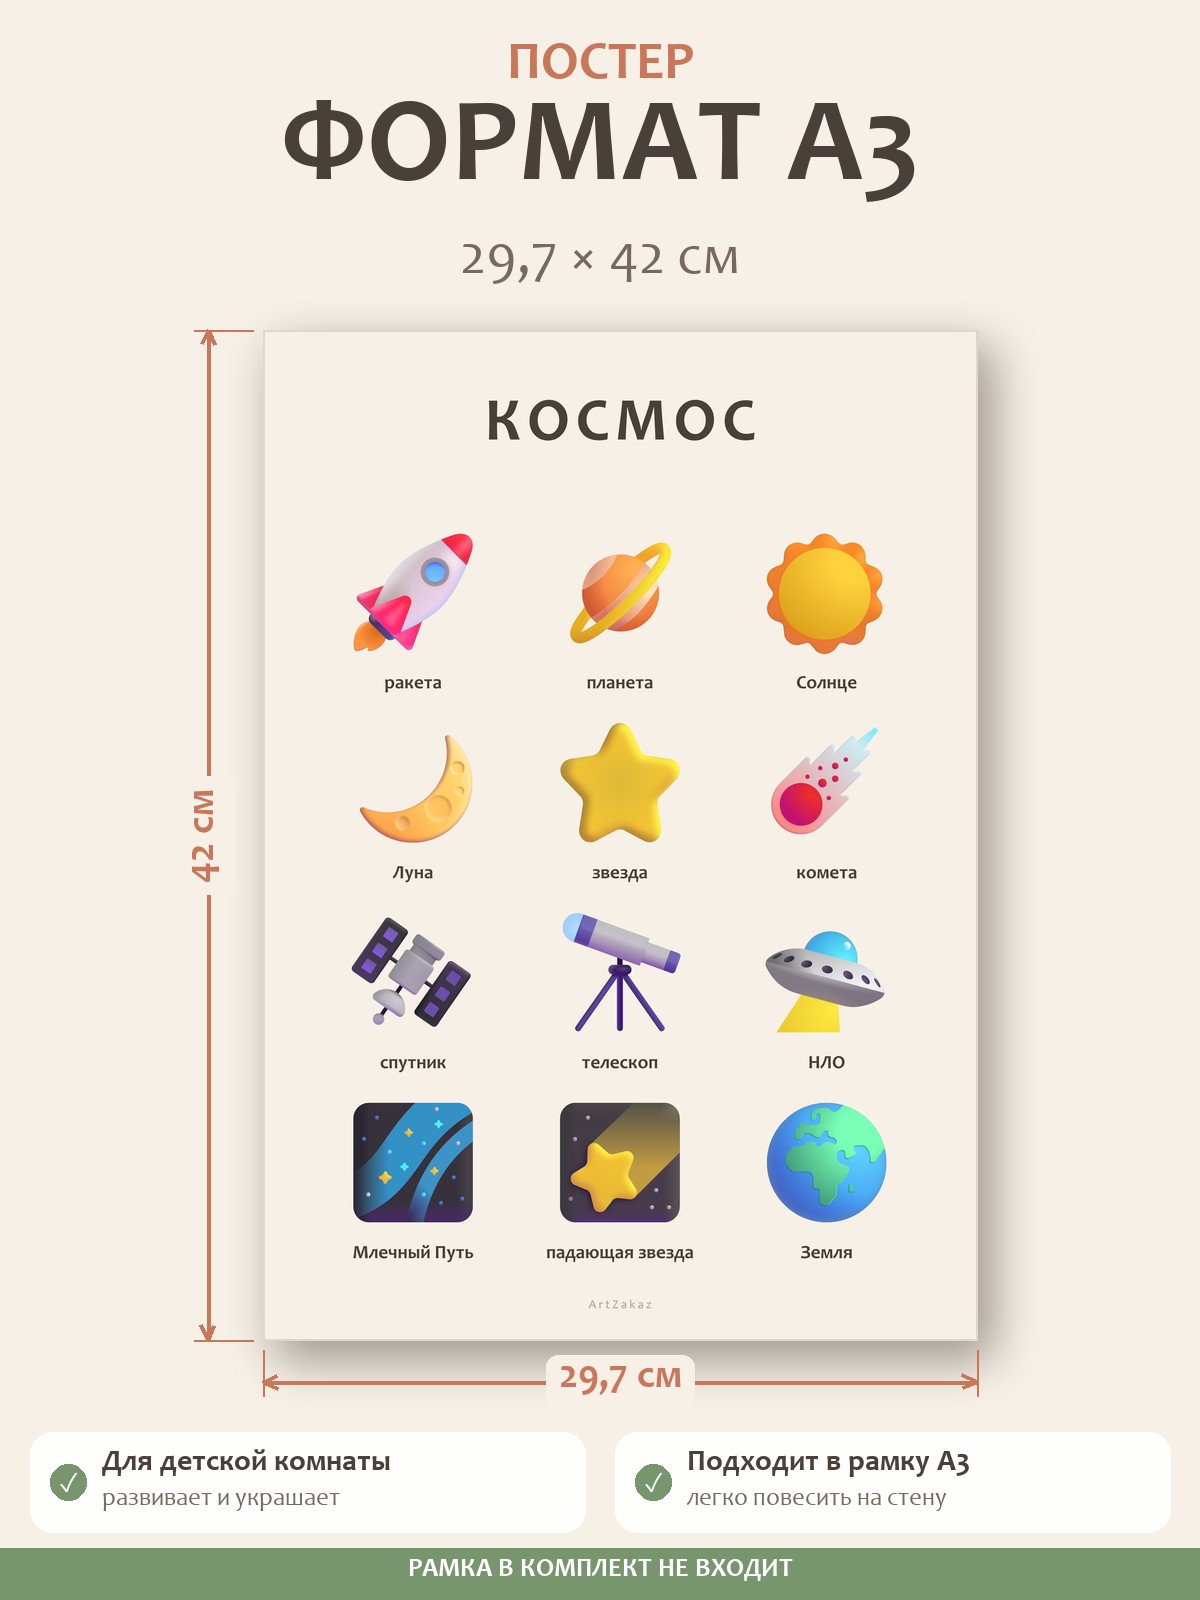 ПОСТЕР
ФОРМАТ А3
29,7 × 42 см
КОСМОС
ракета
планета
Солнце
Луна
звезда
комета
спутник
телескоп
НЛО
Млечный Путь
падающая звезда
Земля
ArtZakaz
42 см
29,7 см
Для детской комнаты
развивает и украшает
Подходит в рамку А3
легко повесить на стену
РАМКА В КОМПЛЕКТ НЕ ВХОДИТ